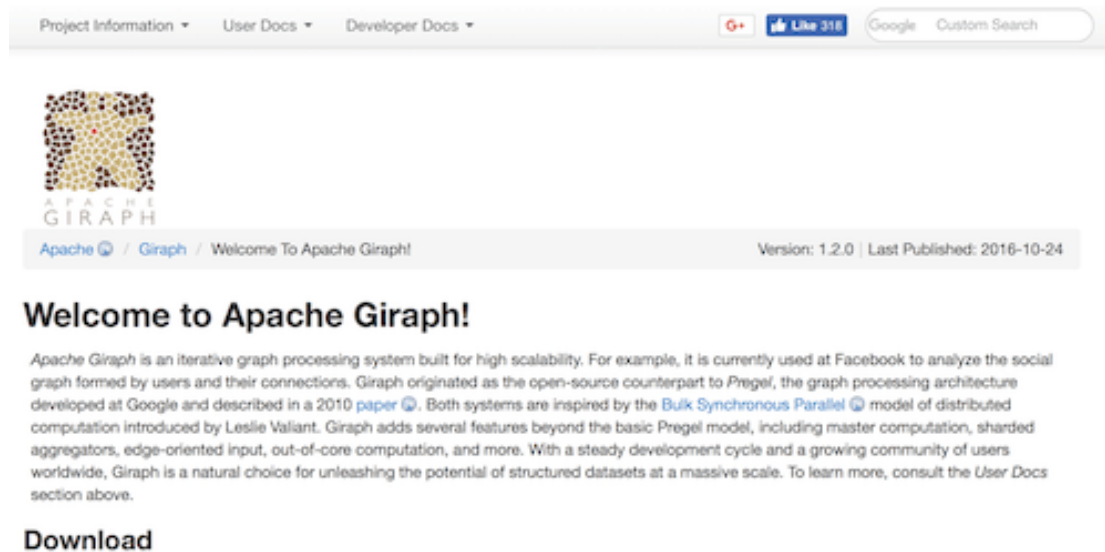 Project Information User Docs Developer Docs G+ Like 318 Google Custom Search
APACHE
GIRAPH
Apache / Giraph / Welcome To Apache Giraph! Version: 1.2.0 | Last Published: 2016-10-24
Welcome to Apache Giraph!
Apache Giraph is an iterative graph processing system built for high scalability. For example, it is currently used at Facebook to analyze the social
graph formed by users and their connections. Giraph originated as the open-source counterpart to Pregel, the graph processing architecture
developed at Google and described in a 2010 paper. Both systems are inspired by the Bulk Synchronous Parallel model of distributed
computation introduced by Leslie Valiant. Giraph adds several features beyond the basic Pregel model, including master computation, sharded
aggregators, edge-oriented input, out-of-core computation, and more. With a steady development cycle and a growing community of users
worldwide, Giraph is a natural choice for unleashing the potential of structured datasets at a massive scale. To learn more, consult the User Docs
section above.
Download